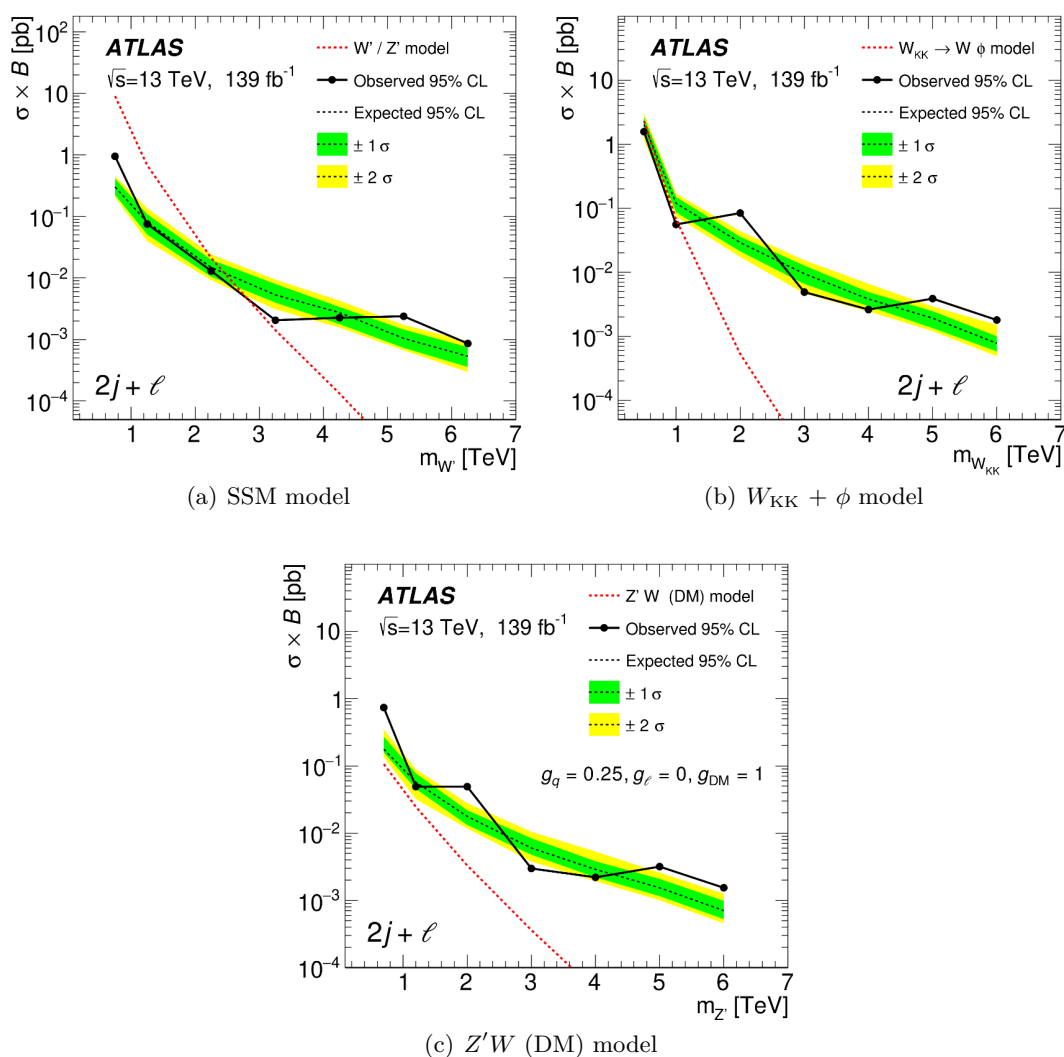 ATLAS
√s=13 TeV, 139 fb⁻¹
W' / Z' model
Observed 95% CL
Expected 95% CL
± 1 σ
± 2 σ
σ × B [pb]
10²
10
1
10⁻¹
10⁻²
10⁻³
10⁻⁴
2j + ℓ
1 2 3 4 5 6 7
m_W' [TeV]
(a) SSM model
ATLAS
√s=13 TeV, 139 fb⁻¹
W_KK → W ϕ model
Observed 95% CL
Expected 95% CL
± 1 σ
± 2 σ
σ × B [pb]
10
1
10⁻¹
10⁻²
10⁻³
10⁻⁴
2j + ℓ
1 2 3 4 5 6 7
m_W_KK [TeV]
(b) W_KK + ϕ model
ATLAS
√s=13 TeV, 139 fb⁻¹
Z' W (DM) model
Observed 95% CL
Expected 95% CL
± 1 σ
± 2 σ
g_q = 0.25, g_ℓ = 0, g_DM = 1
σ × B [pb]
10
1
10⁻¹
10⁻²
10⁻³
10⁻⁴
2j + ℓ
1 2 3 4 5 6 7
m_Z' [TeV]
(c) Z′W (DM) model